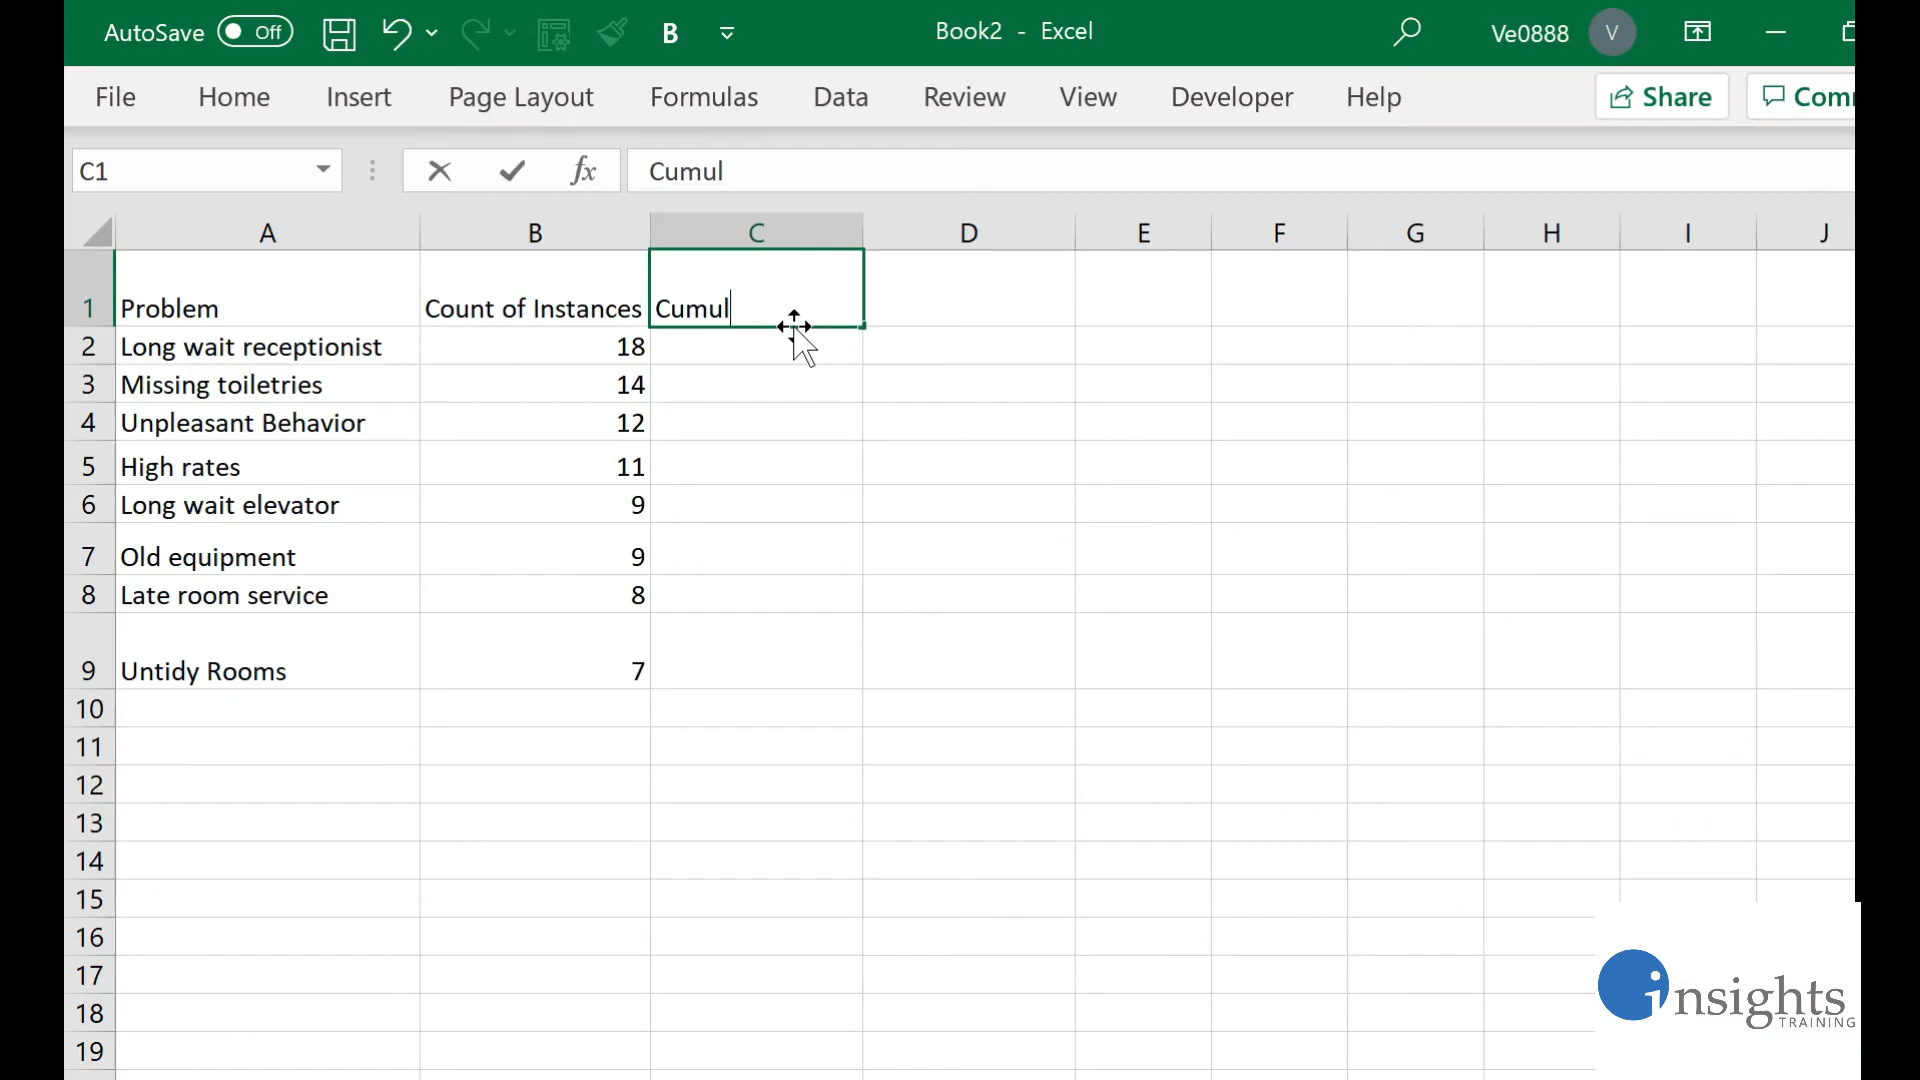 AutoSave Off B Book2 - Excel Ve0888 V
File Home Insert Page Layout Formulas Data Review View Developer Help Share Comm
C1 fx Cumul
A B C D E F G H I J
1 Problem Count of Instances Cumul
2 Long wait receptionist 18
3 Missing toiletries 14
4 Unpleasant Behavior 12
5 High rates 11
6 Long wait elevator 9
7 Old equipment 9
8 Late room service 8
9 Untidy Rooms 7
10
11
12
13
14
15
16
17
18
19
insights
TRAINING